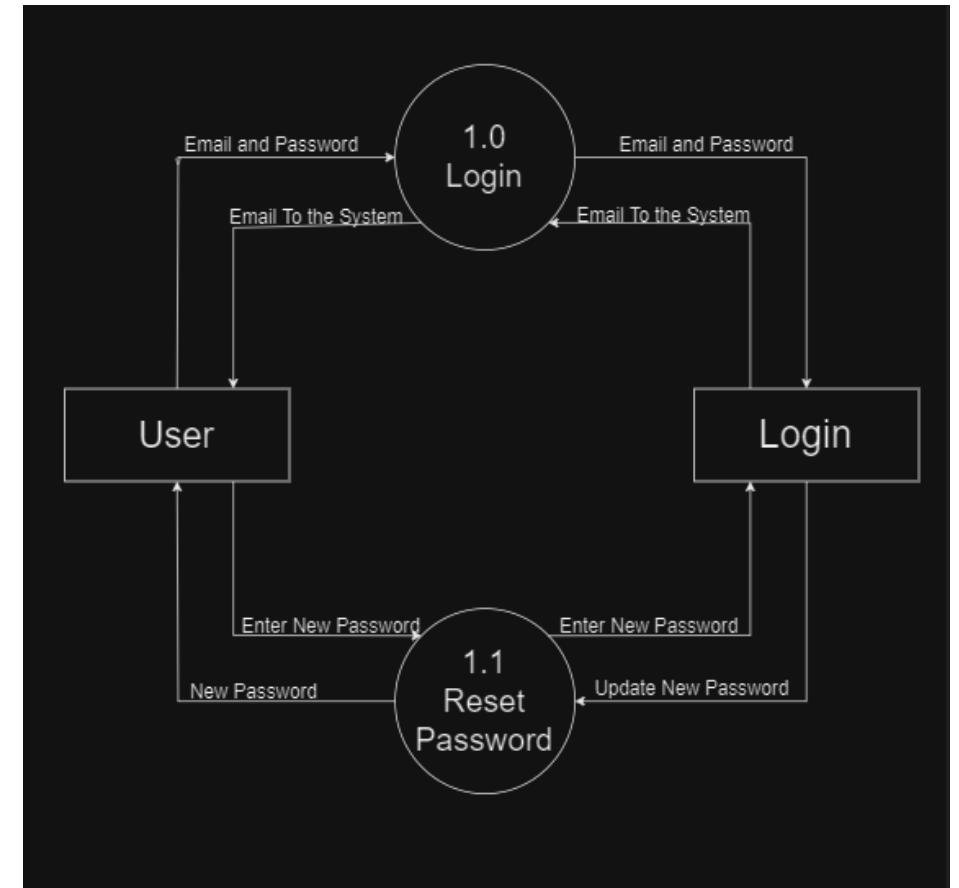 1.0
Login
Email and Password
Email and Password
Email To the System
Email To the System
User
Login
Enter New Password
Enter New Password
1.1
Reset
Password
New Password
Update New Password